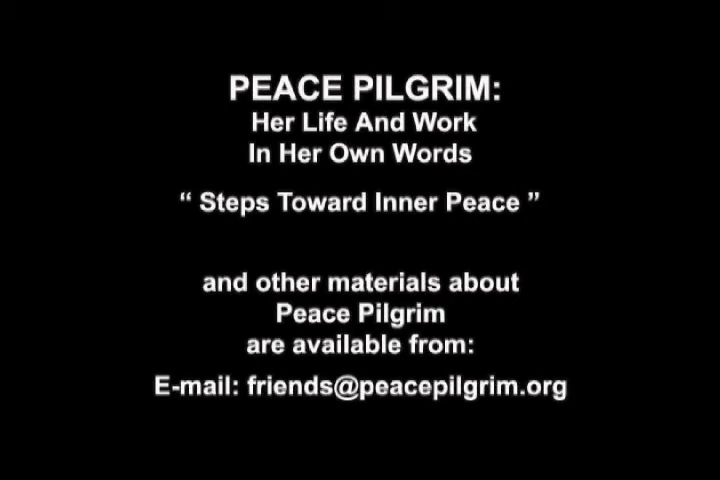 PEACE PILGRIM:
Her Life And Work
In Her Own Words
“ Steps Toward Inner Peace ”
and other materials about
Peace Pilgrim
are available from:
E-mail: friends@peacepilgrim.org